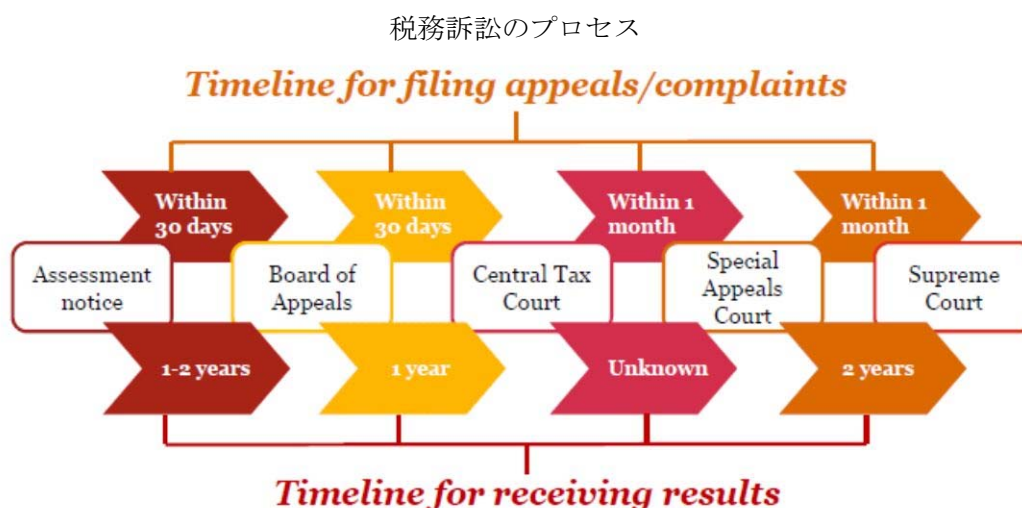 税務訴訟のプロセス
Timeline for filing appeals/complaints
Within
30 days
Within
30 days
Within 1
month
Within 1
month
Assessment
notice
Board of
Appeals
Central Tax
Court
Special
Appeals
Court
Supreme
Court
1-2 years
1 year
Unknown
2 years
Timeline for receiving results